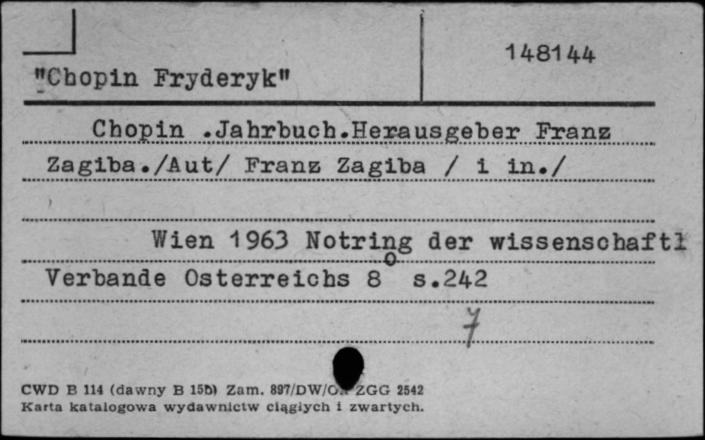 148144
"Chopin Fryderyk"
Chopin .Jahrbuch.Herausgeber Franz
Zagiba./Aut/ Franz Zagiba / i in./
Wien 1963 Notring der wissenschaftl
Verbande Osterreichs 8° s.242
7
CWD B 114 (dawny B 15b) Zam. 897/DW/ ZGG 2542
Karta katalogowa wydawnictw ciągłych i zwartych.